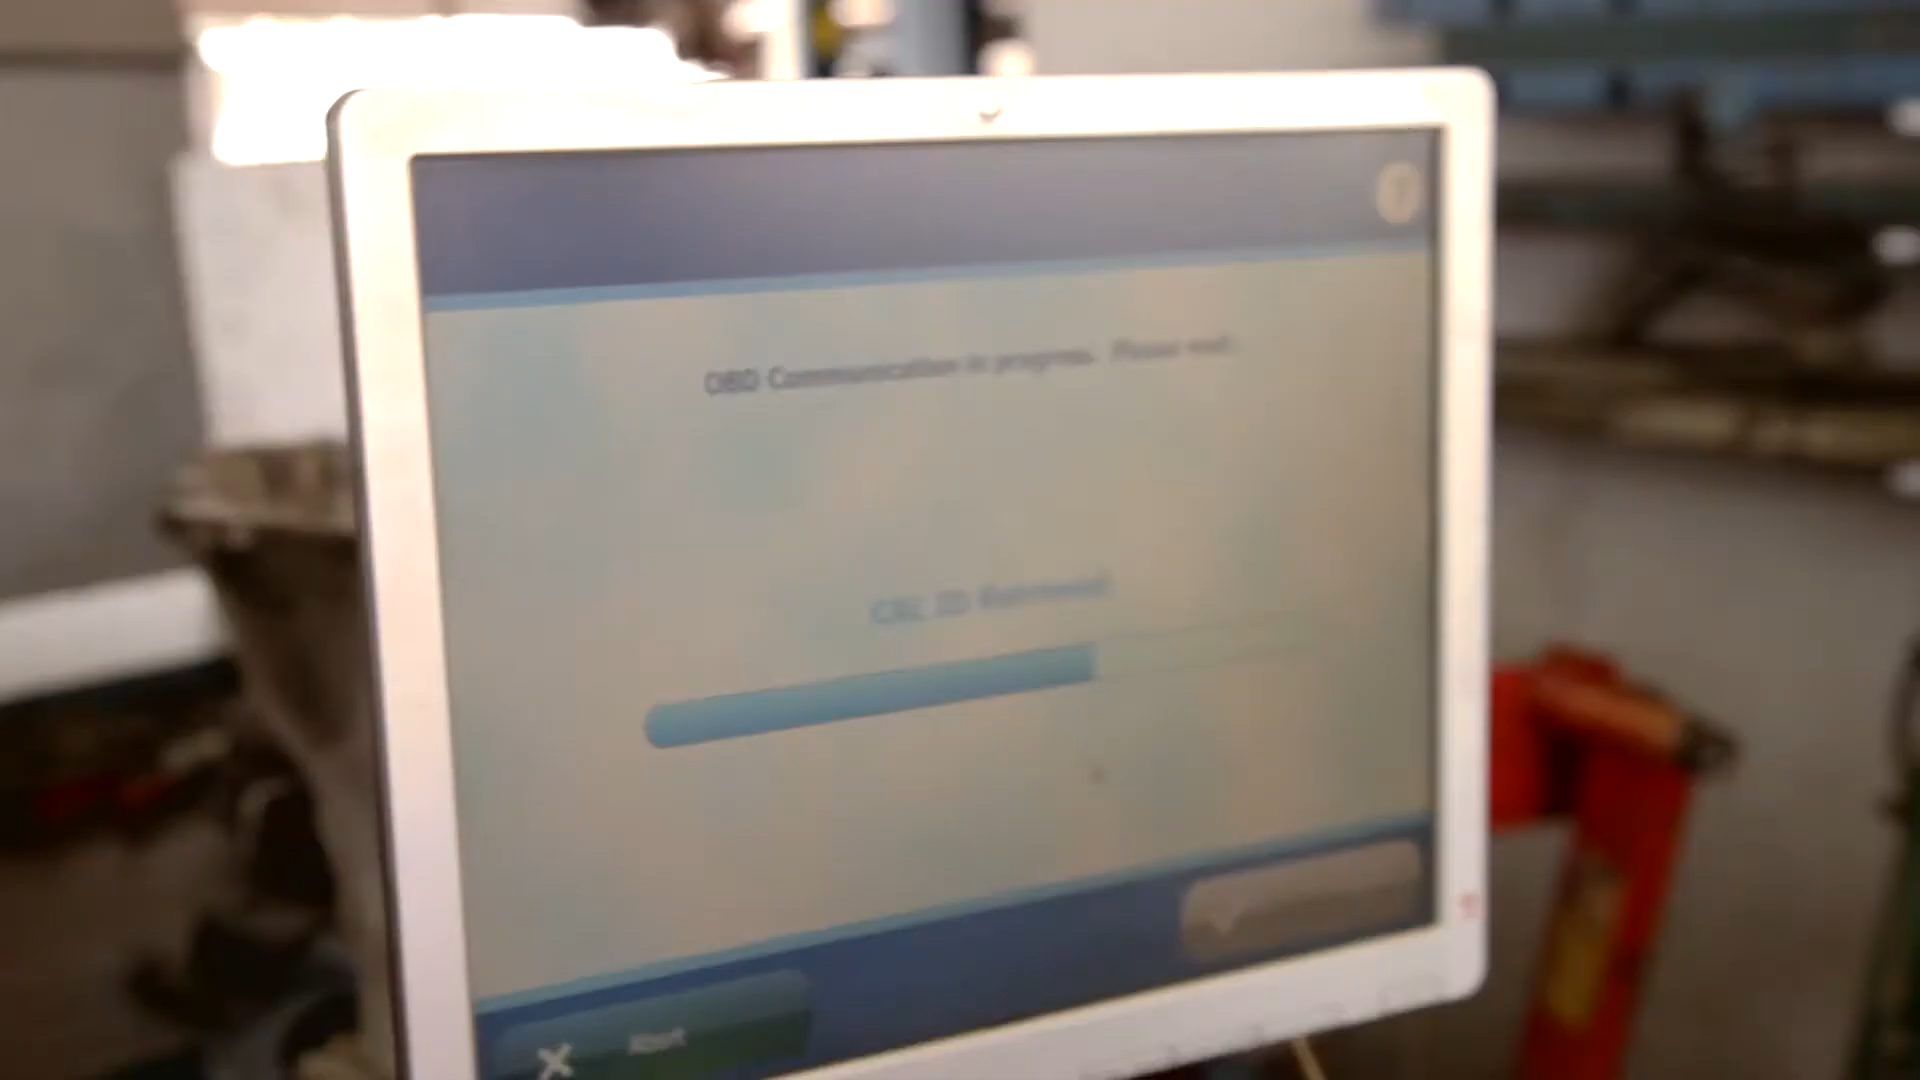 OBD Communication in progress. Please wait.
CAL ID Retrieval
Abort